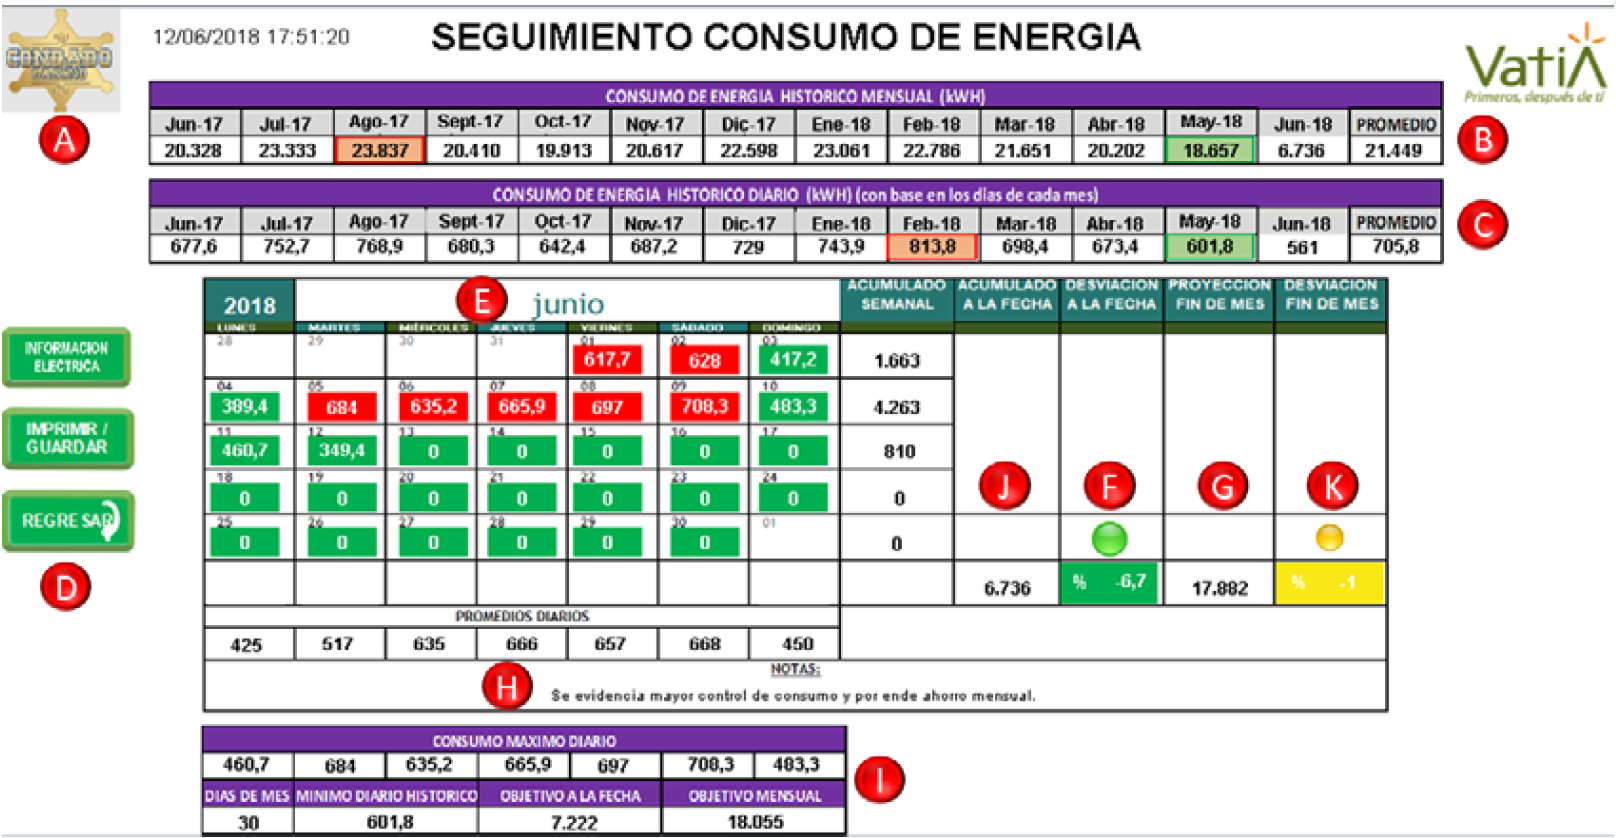 12/06/2018 17:51:20
SEGUIMIENTO CONSUMO DE ENERGIA
CONDADO
VatiA
Primeros, después de tí
A
CONSUMO DE ENERGIA HISTORICO MENSUAL (kWH)
Jun-17 Jul-17 Ago-17 Sept-17 Oct-17 Nov-17 Dic-17 Ene-18 Feb-18 Mar-18 Abr-18 May-18 Jun-18 PROMEDIO
20.328 23.333 23.837 20.410 19.913 20.617 22.598 23.061 22.786 21.651 20.202 18.657 6.736 21.449
B
CONSUMO DE ENERGIA HISTORICO DIARIO (kWH) (con base en los días de cada mes)
Jun-17 Jul-17 Ago-17 Sept-17 Oct-17 Nov-17 Dic-17 Ene-18 Feb-18 Mar-18 Abr-18 May-18 Jun-18 PROMEDIO
677,6 752,7 768,9 680,3 642,4 687,2 729 743,9 813,8 698,4 673,4 601,8 561 705,8
C
INFORMACION
ELECTRICA
IMPRIMIR /
GUARDAR
REGRESAR
D
2018 E junio
ACUMULADO SEMANAL ACUMULADO A LA FECHA DESVIACION A LA FECHA PROYECCION FIN DE MES DESVIACION FIN DE MES
LUNES MARTES MIÉRCOLES JUEVES VIERNES SÁBADO DOMINGO
28 29 30 31 01 02 03
617,7 628 417,2 1.663
04 05 06 07 08 09 10
389,4 684 635,2 665,9 697 708,3 483,3 4.263
11 12 13 14 15 16 17
460,7 349,4 0 0 0 0 0 810
18 19 20 21 22 23 24
0 0 0 0 0 0 0 0
J F G K
25 26 27 28 29 30 01
0 0 0 0 0 0 0
6.736 % -6,7 17.882 % -1
PROMEDIOS DIARIOS
425 517 635 666 657 668 450
NOTAS:
H Se evidencia mayor control de consumo y por ende ahorro mensual.
CONSUMO MAXIMO DIARIO
460,7 684 635,2 665,9 697 708,3 483,3
I
DIAS DE MES MINIMO DIARIO HISTORICO OBJETIVO A LA FECHA OBJETIVO MENSUAL
30 601,8 7.222 18.055